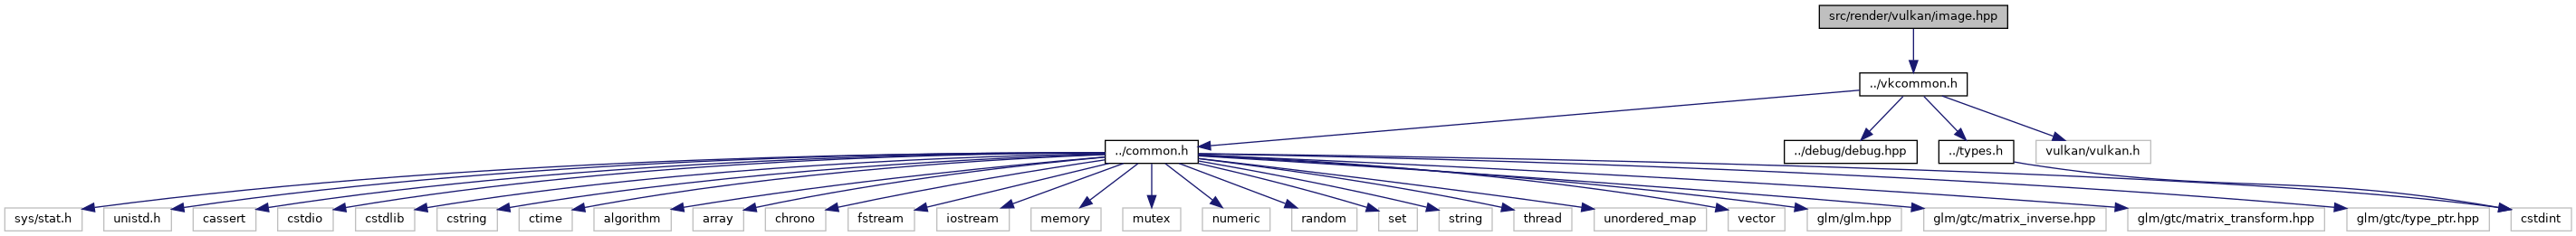 src/render/vulkan/image.hpp
../vkcommon.h
../common.h
../debug/debug.hpp
../types.h
vulkan/vulkan.h
sys/stat.h
unistd.h
cassert
cstdio
cstdlib
cstring
ctime
algorithm
array
chrono
fstream
iostream
memory
mutex
numeric
random
set
string
thread
unordered_map
vector
glm/glm.hpp
glm/gtc/matrix_inverse.hpp
glm/gtc/matrix_transform.hpp
glm/gtc/type_ptr.hpp
cstdint